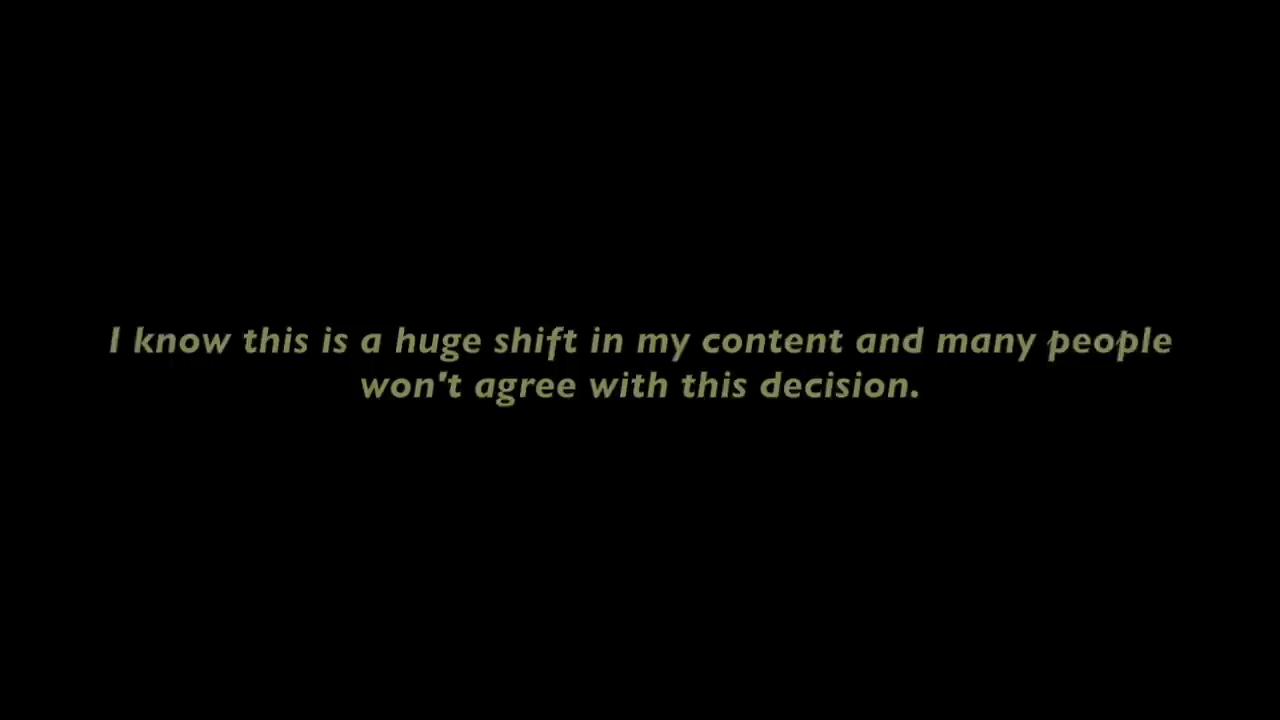 I know this is a huge shift in my content and many people
won't agree with this decision.